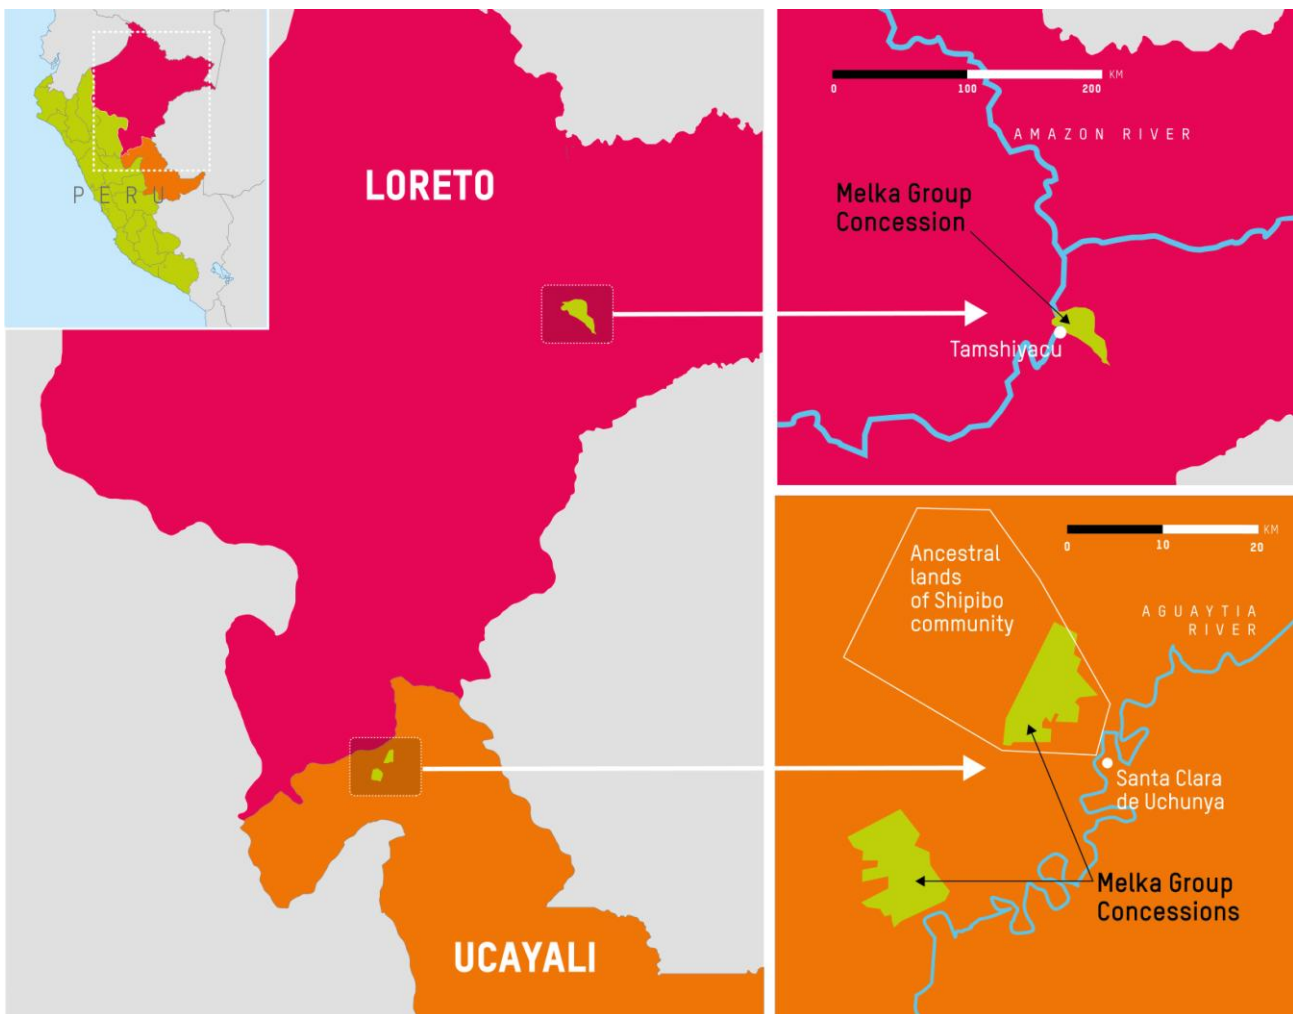 PERU
LORETO
UCAYALI
KM
0 100 200
AMAZON RIVER
Melka Group
Concession
Tamshiyacu
KM
0 10 20
Ancestral
lands
of Shipibo
community
AGUAYTIA
RIVER
Santa Clara
de Uchunya
Melka Group
Concessions